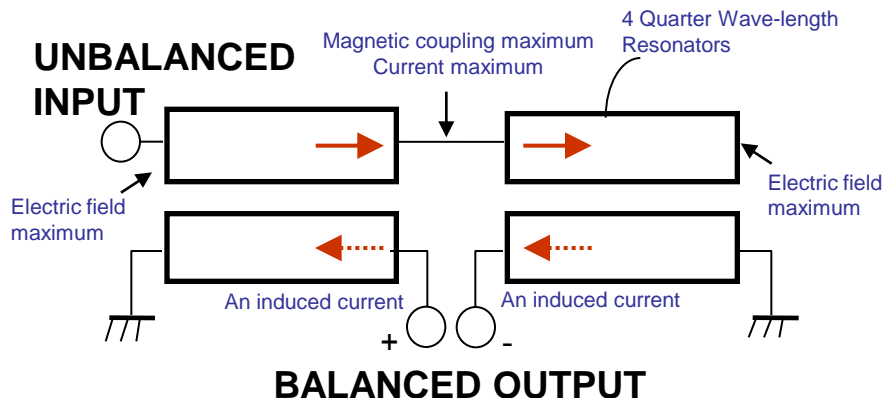 4 Quarter Wave-length
Resonators
Magnetic coupling maximum
Current maximum
UNBALANCED
INPUT
Electric field
maximum
Electric field
maximum
An induced current
An induced current
+
-
BALANCED OUTPUT